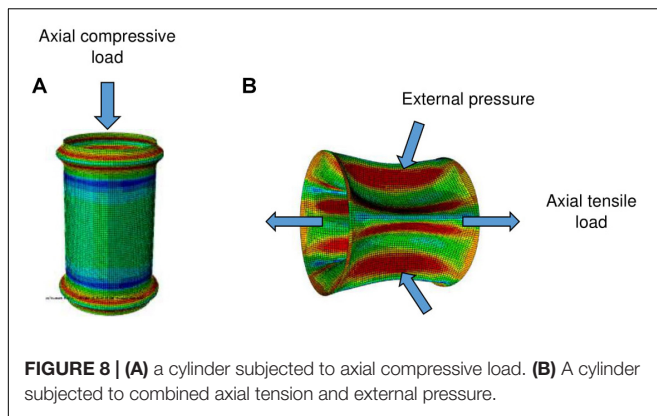 Axial compressive
load
A
B
External pressure
Axial tensile
load
FIGURE 8 | (A) a cylinder subjected to axial compressive load. (B) A cylinder
subjected to combined axial tension and external pressure.